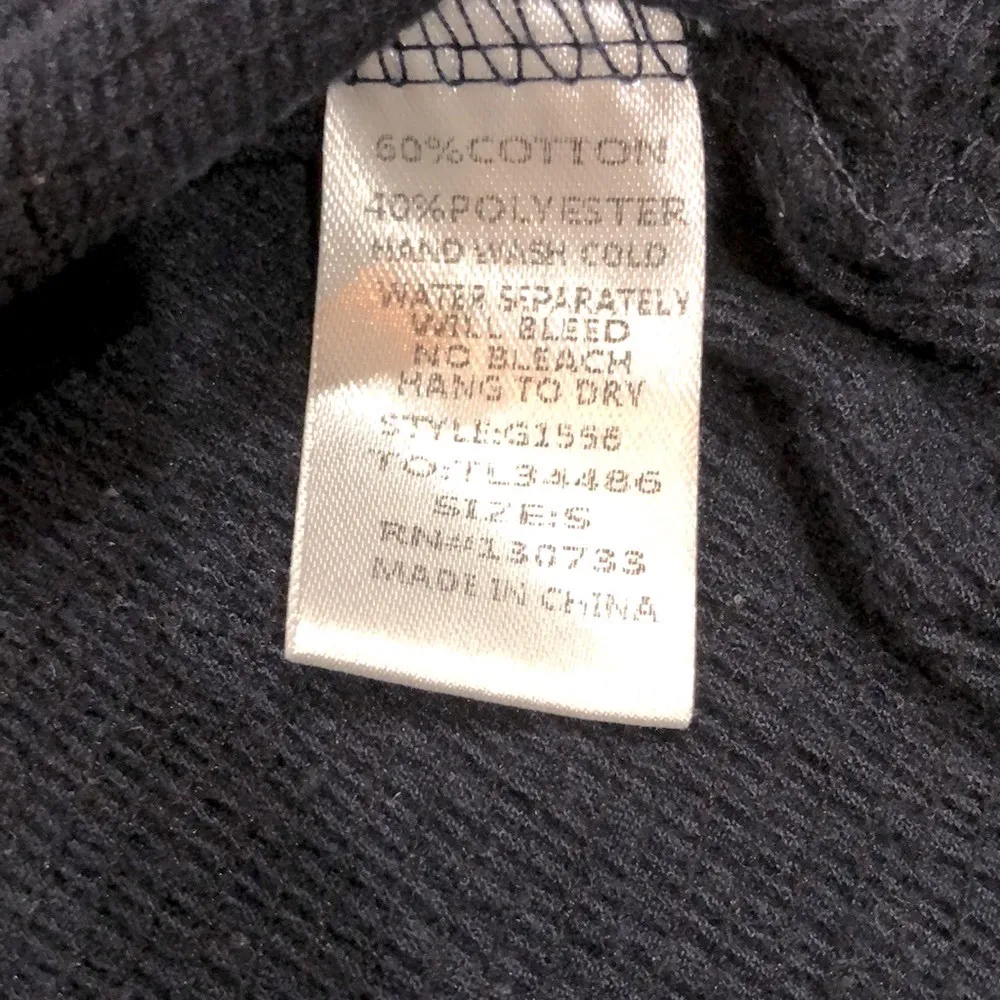 60%COTTON
40%POLYIESTER
HAND WASH COLD
WATER SEPARATELY
WILL BLEED
NO BLEACH
HANG TO DRY
STYLE:G1556
TO:TL34486
SIZE:S
RN#130733
MADE IN CHINA